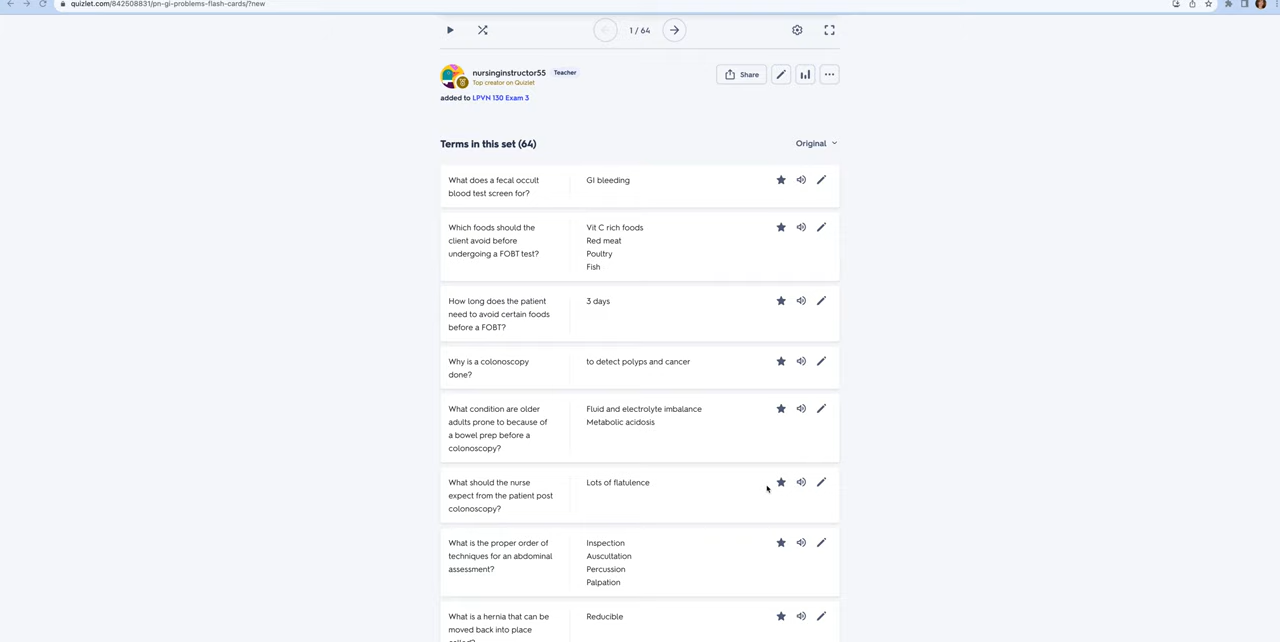 quizlet.com/842508831/pn-gi-problems-flash-cards/?new
1 / 64
nursinginstructor55 Teacher
Top creator on Quizlet
Share
added to LPVN 130 Exam 3
Terms in this set (64)
Original
What does a fecal occult
blood test screen for?
GI bleeding
Which foods should the
client avoid before
undergoing a FOBT test?
Vit C rich foods
Red meat
Poultry
Fish
How long does the patient
need to avoid certain foods
before a FOBT?
3 days
Why is a colonoscopy
done?
to detect polyps and cancer
What condition are older
adults prone to because of
a bowel prep before a
colonoscopy?
Fluid and electrolyte imbalance
Metabolic acidosis
What should the nurse
expect from the patient post
colonoscopy?
Lots of flatulence
What is the proper order of
techniques for an abdominal
assessment?
Inspection
Auscultation
Percussion
Palpation
What is a hernia that can be
moved back into place
Reducible